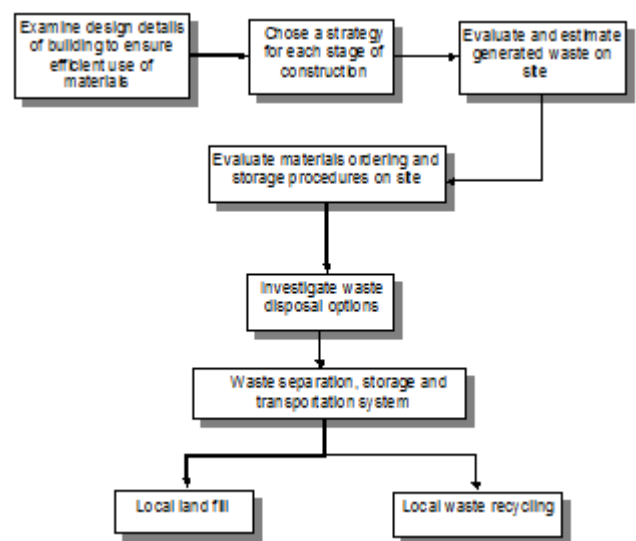 Examine design details
of building to ensure
efficient use of
materials
Chose a strategy
for each stage of
construction
Evaluate and estimate
generated waste on
site
Evaluate materials ordering and
storage procedures on site
Investigate waste
disposal options
Waste separation, storage and
transportation system
Local land fill
Local waste recycling